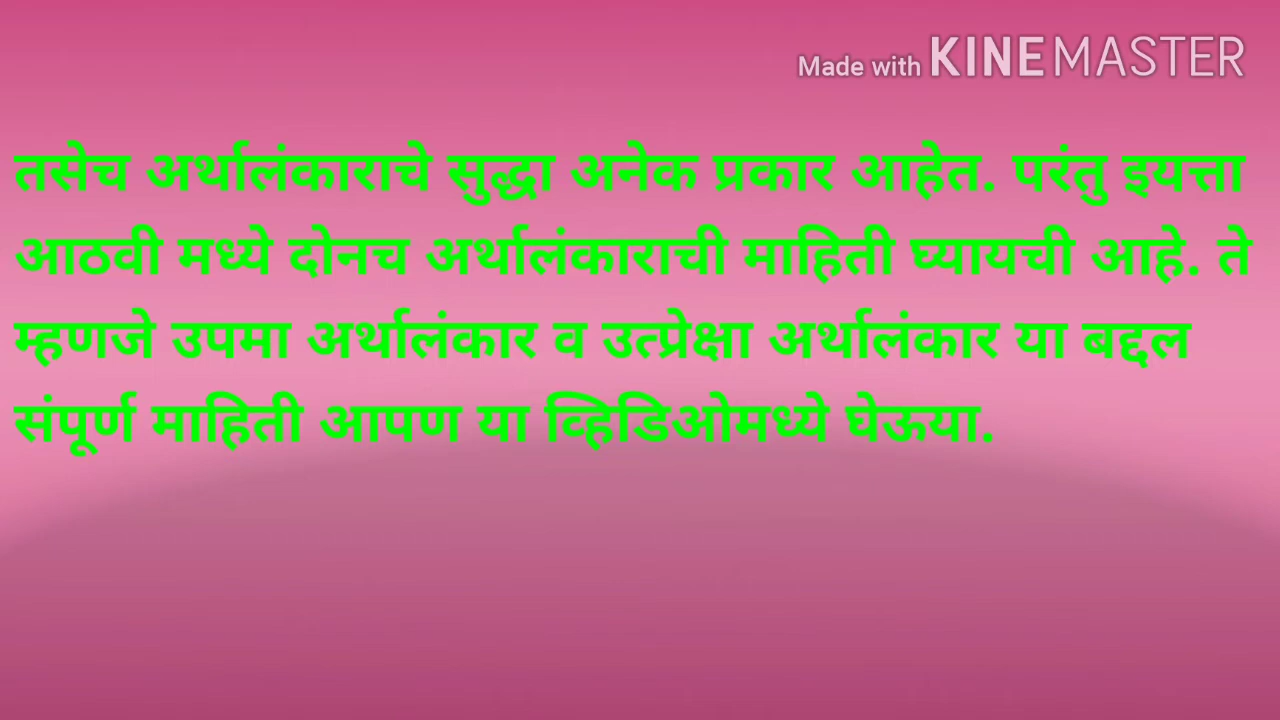 Made with KINEMASTER
तसेच अर्थालंकाराचे सुद्धा अनेक प्रकार आहेत. परंतु इयत्ता
आठवी मध्ये दोनच अर्थालंकाराची माहिती घ्यायची आहे. ते
म्हणजे उपमा अर्थालंकार व उत्प्रेक्षा अर्थालंकार या बद्दल
संपूर्ण माहिती आपण या व्हिडिओमध्ये घेऊया.